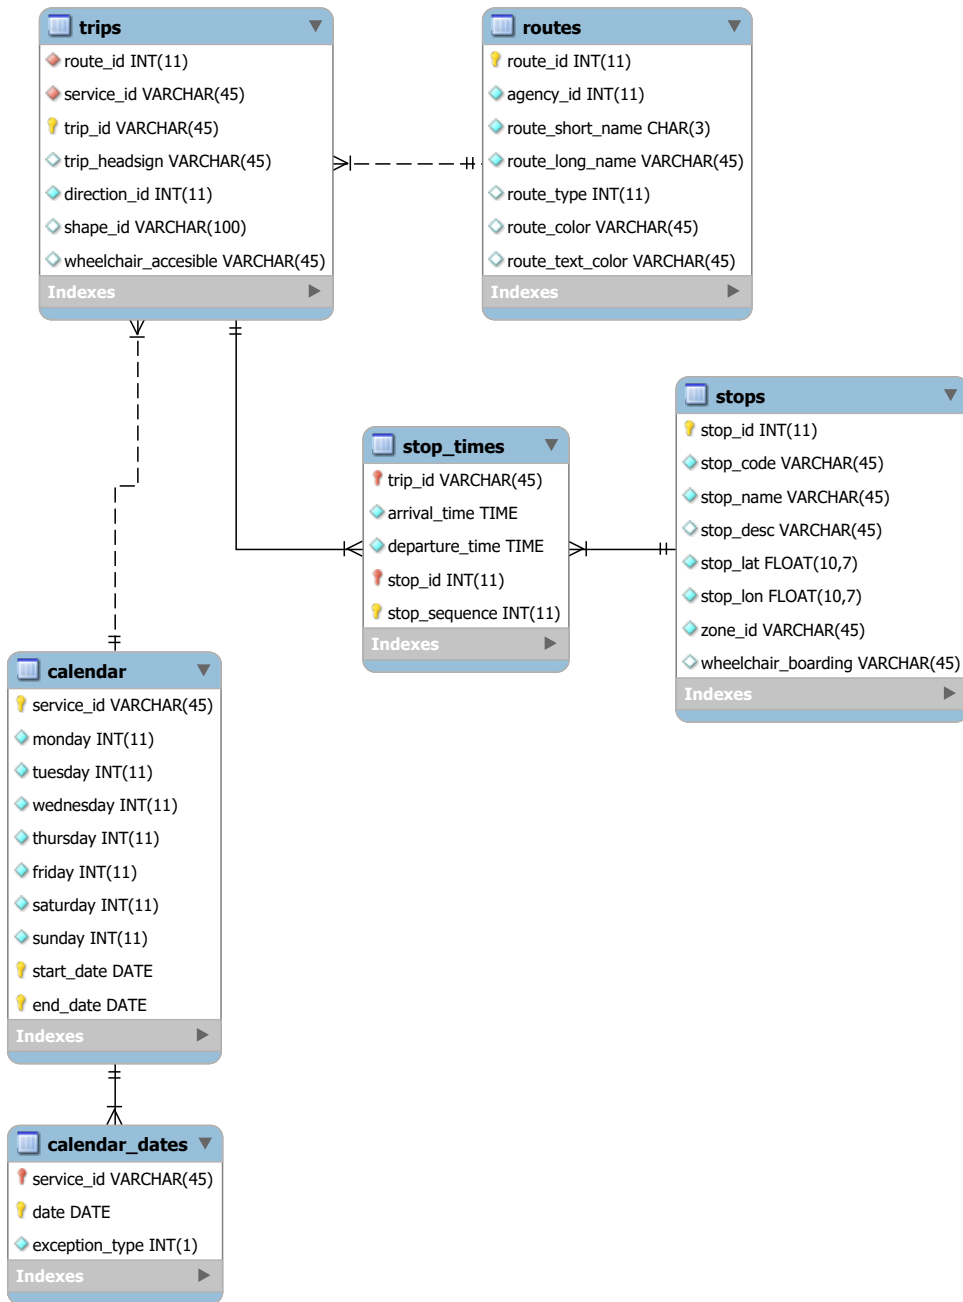 trips
route_id INT(11)
service_id VARCHAR(45)
trip_id VARCHAR(45)
trip_headsign VARCHAR(45)
direction_id INT(11)
shape_id VARCHAR(100)
wheelchair_accesible VARCHAR(45)
Indexes
routes
route_id INT(11)
agency_id INT(11)
route_short_name CHAR(3)
route_long_name VARCHAR(45)
route_type INT(11)
route_color VARCHAR(45)
route_text_color VARCHAR(45)
Indexes
stops
stop_id INT(11)
stop_code VARCHAR(45)
stop_name VARCHAR(45)
stop_desc VARCHAR(45)
stop_lat FLOAT(10,7)
stop_lon FLOAT(10,7)
zone_id VARCHAR(45)
wheelchair_boarding VARCHAR(45)
Indexes
stop_times
trip_id VARCHAR(45)
arrival_time TIME
departure_time TIME
stop_id INT(11)
stop_sequence INT(11)
Indexes
calendar
service_id VARCHAR(45)
monday INT(11)
tuesday INT(11)
wednesday INT(11)
thursday INT(11)
friday INT(11)
saturday INT(11)
sunday INT(11)
start_date DATE
end_date DATE
Indexes
calendar_dates
service_id VARCHAR(45)
date DATE
exception_type INT(1)
Indexes